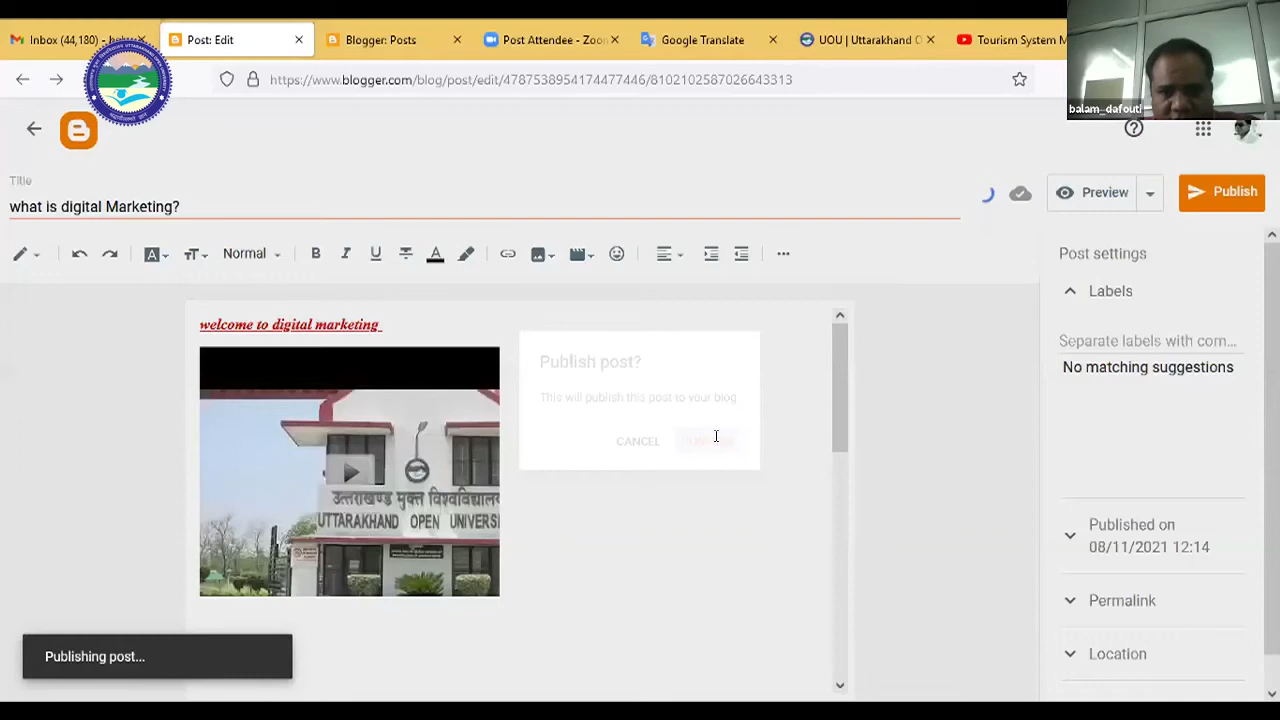 Inbox (44,180)
Post: Edit
Blogger: Posts
Post Attendee - Zoon
Google Translate
UOU | Uttarakhand O
Tourism System M
https://www.blogger.com/blog/post/edit/4787538954174477446/8102102587026643313
balam_dafouti
Title
what is digital Marketing?
Preview
Publish
Normal
Post settings
Labels
Separate labels with com...
No matching suggestions
Published on
08/11/2021 12:14
Permalink
Location
welcome to digital marketing
उत्तराखण्ड मुक्त विश्वविद्यालय
UTTARAKHAND OPEN UNIVERSI
Publish post?
This will publish this post to your blog.
CANCEL
Publishing post...